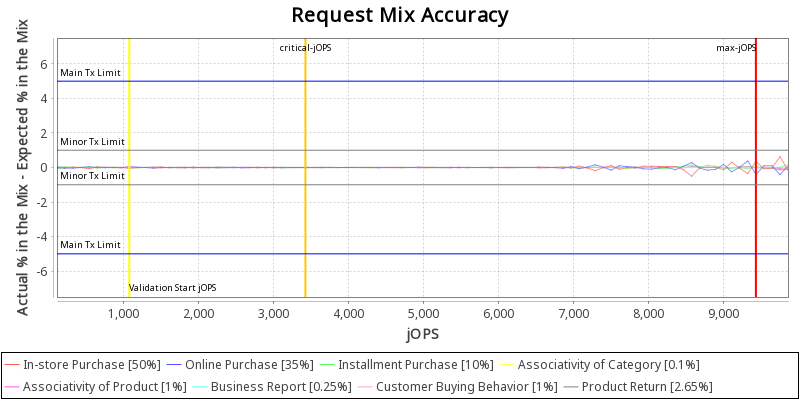 Request Mix Accuracy
Actual % in the Mix - Expected % in the Mix
critical-jOPS
max-jOPS
6
Main Tx Limit
4
2
Minor Tx Limit
0
Minor Tx Limit
-2
-4
Main Tx Limit
-6
Validation Start jOPS
1,000 2,000 3,000 4,000 5,000 6,000 7,000 8,000 9,000
jOPS
In-store Purchase [50%] Online Purchase [35%] Installment Purchase [10%] Associativity of Category [0.1%]
Associativity of Product [1%] Business Report [0.25%] Customer Buying Behavior [1%] Product Return [2.65%]